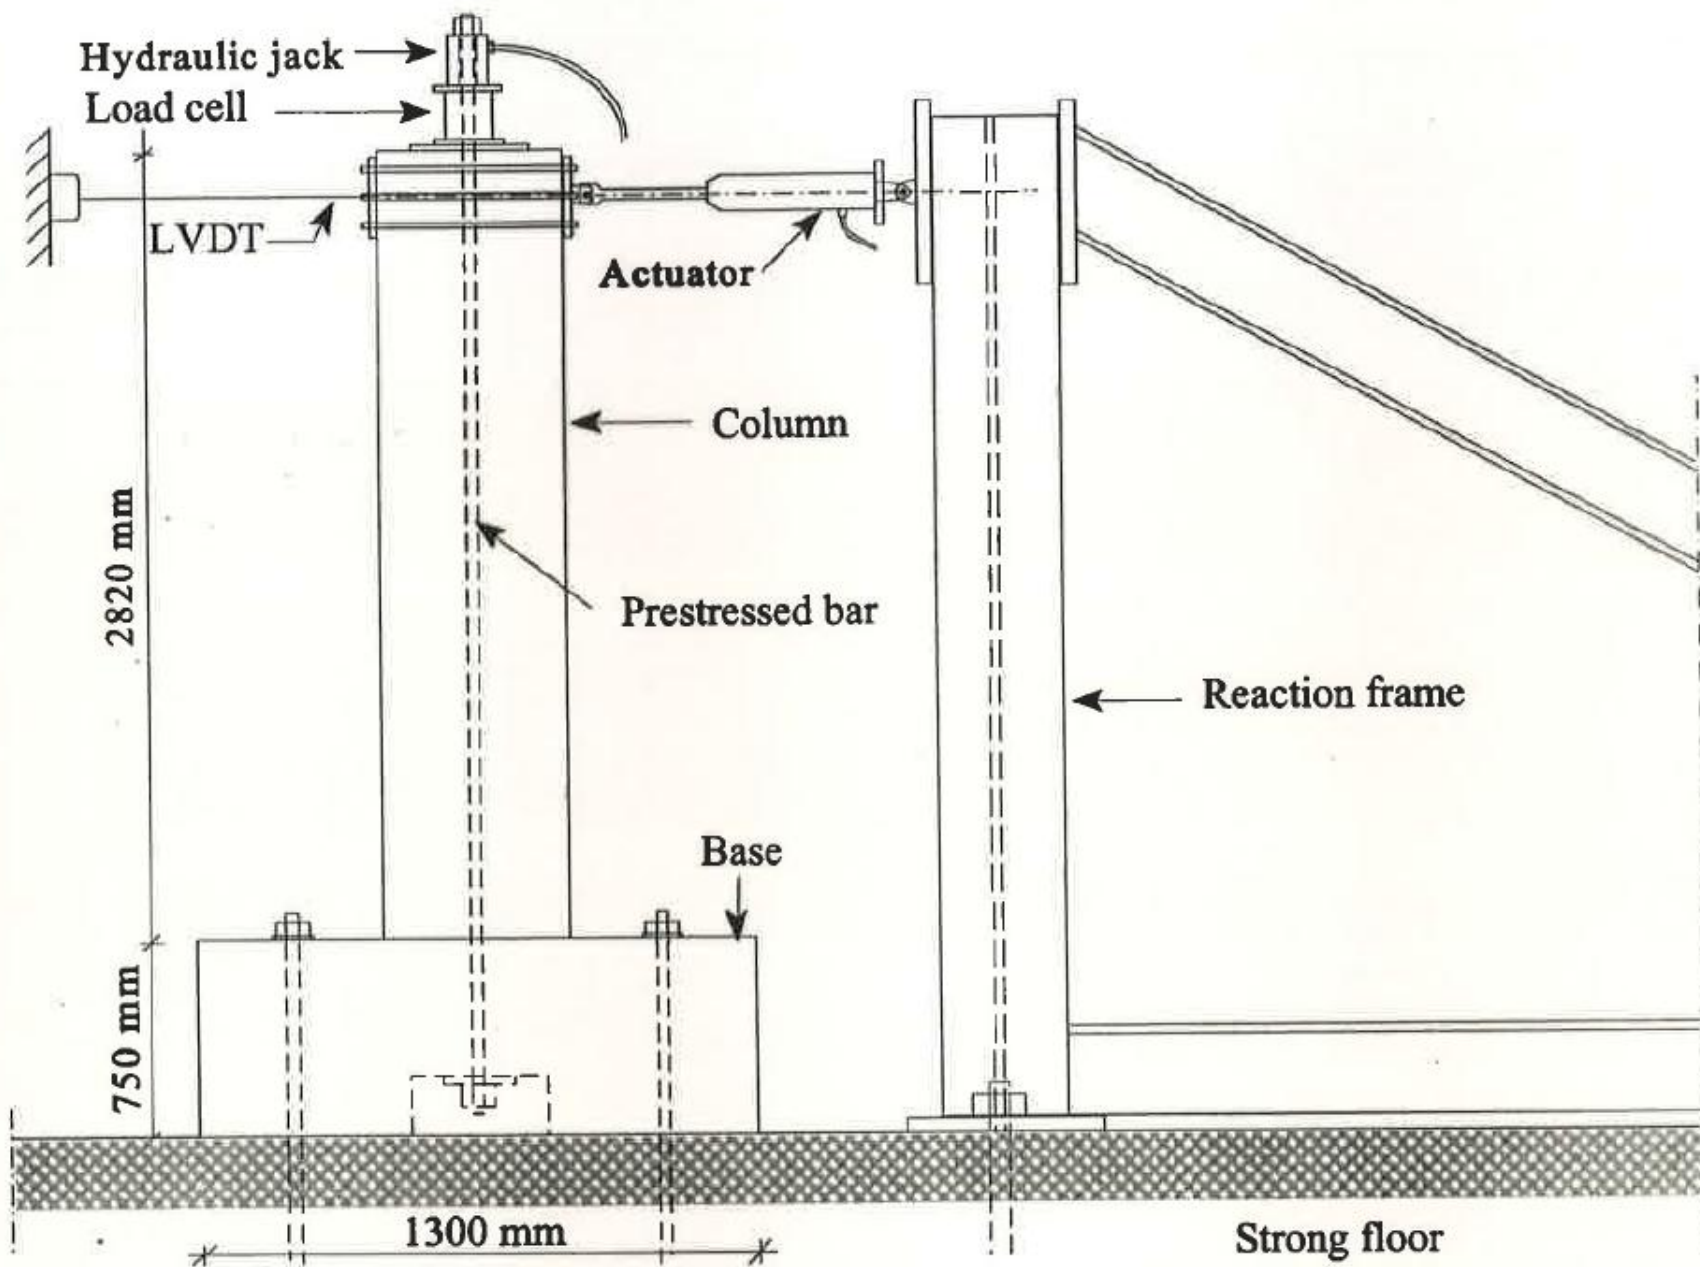 Hydraulic jack
Load cell
LVDT
Actuator
Column
2820 mm
Prestressed bar
Reaction frame
Base
750 mm
1300 mm
Strong floor